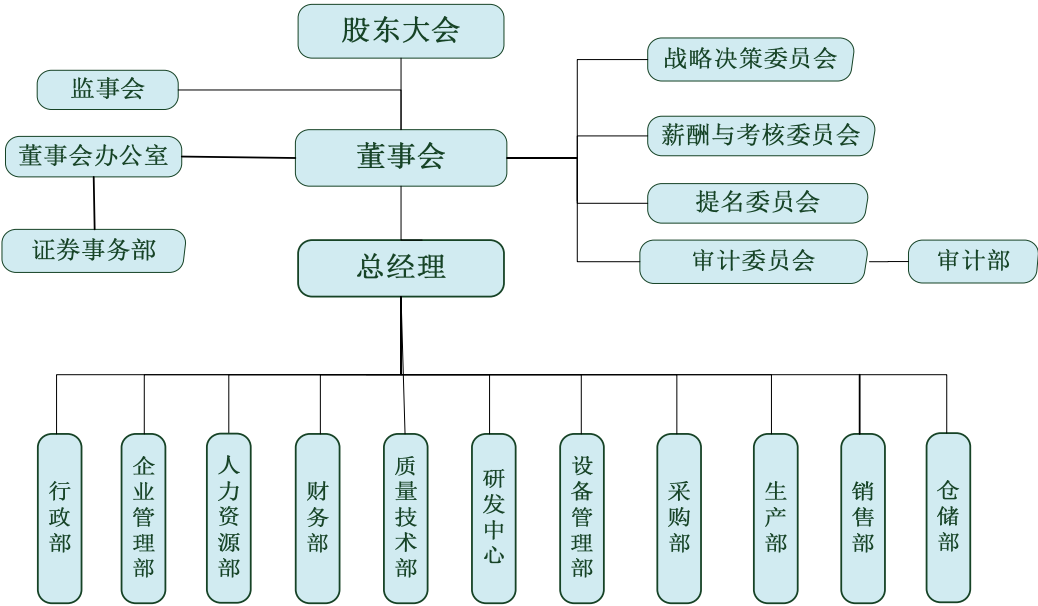 股东大会
监事会
战略决策委员会
董事会办公室
董事会
薪酬与考核委员会
提名委员会
证券事务部
总经理
审计委员会
审计部
行政部
企业管理部
人力资源部
财务部
质量技术部
研发中心
设备管理部
采购部
生产部
销售部
仓储部